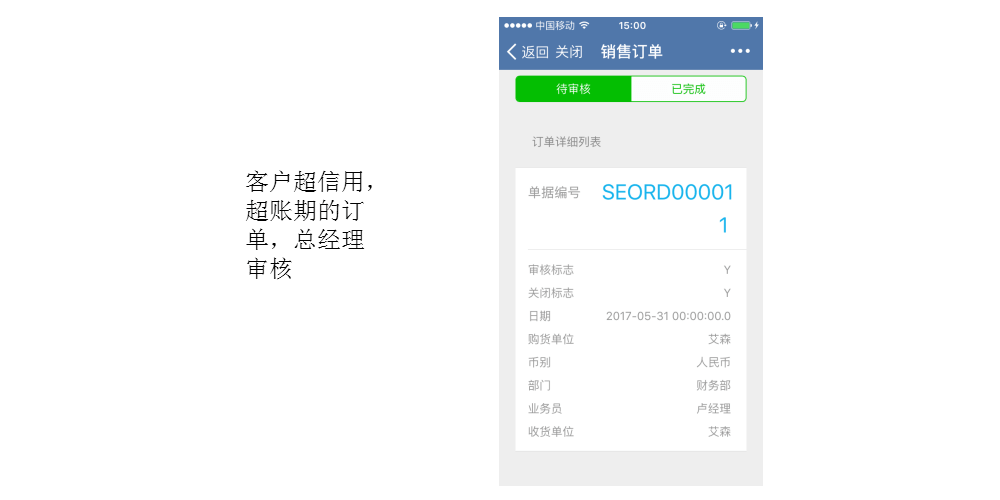 客户超信用，
超账期的订
单，总经理
审核
中国移动 15:00
返回 关闭 销售订单
待审核 已完成
订单详细列表
单据编号 SEORD00001
1
审核标志 Y
关闭标志 Y
日期 2017-05-31 00:00:00.0
购货单位 艾森
币别 人民币
部门 财务部
业务员 卢经理
收货单位 艾森